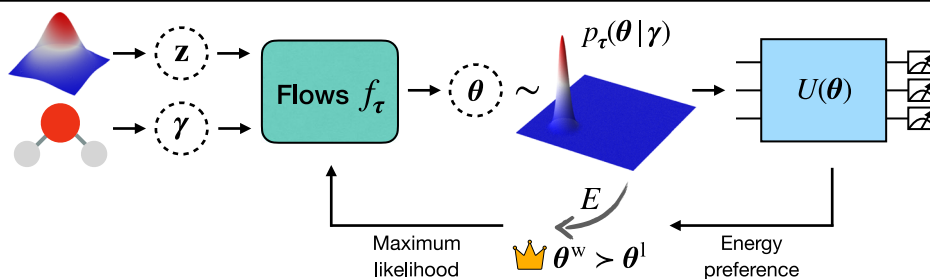 z
γ
Flows f_τ
θ
~
p_τ(θ|γ)
U(θ)
E
Maximum
likelihood
θ^w ≻ θ^l
Energy
preference